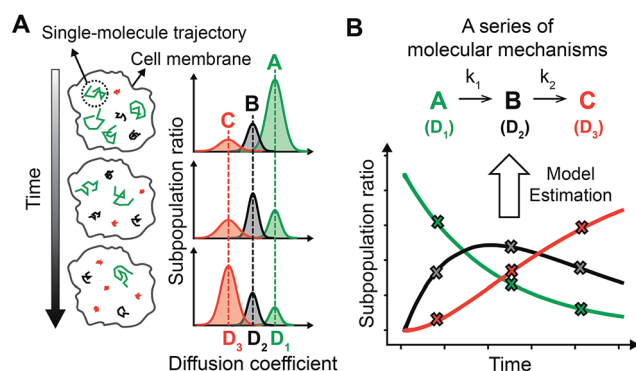 A
Single-molecule trajectory
Cell membrane
Time
Subpopulation ratio
A
B
C
D₃ D₂ D₁
Diffusion coefficient
B
A series of
molecular mechanisms
k₁ k₂
A B C
(D₁) (D₂) (D₃)
Model
Estimation
Subpopulation ratio
Time